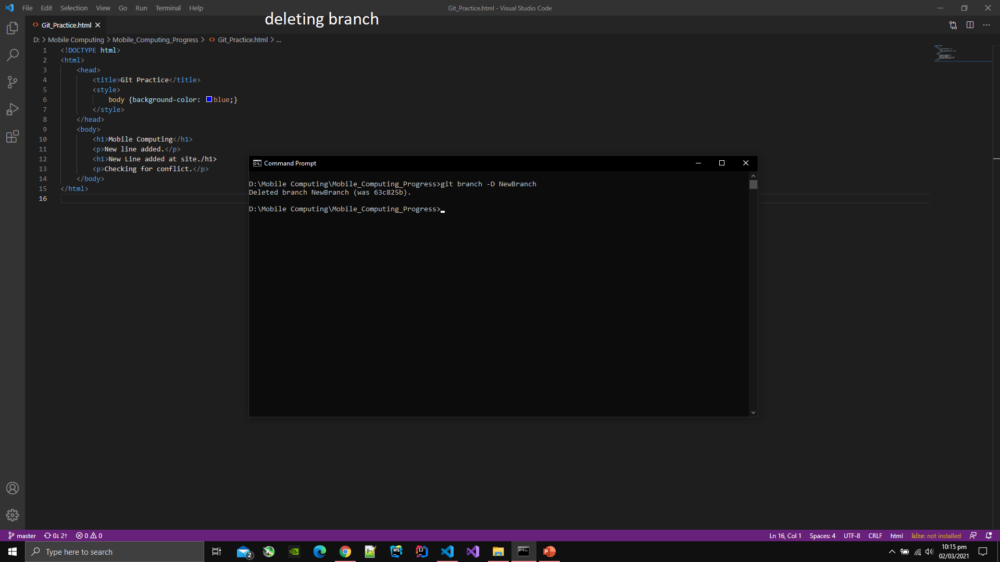 File Edit Selection View Go Run Terminal Help
Git_Practice.html - Visual Studio Code
deleting branch
Git_Practice.html
D: > Mobile Computing > Mobile_Computing_Progress > Git_Practice.html > ...
1 <!DOCTYPE html>
2 <html>
3 <head>
4 <title>Git Practice</title>
5 <style>
6 body {background-color: blue;}
7 </style>
8 </head>
9 <body>
10 <h1>Mobile Computing</h1>
11 <p>New line added.</p>
12 <h1>New Line added at site./h1>
13 <p>Checking for conflict.</p>
14 </body>
15 </html>
16
Command Prompt
D:\Mobile Computing\Mobile_Computing_Progress>git branch -D NewBranch
Deleted branch NewBranch (was 63c825b).
D:\Mobile Computing\Mobile_Computing_Progress>
master 0↓ 2↑ 0 0
Ln 16, Col 1 Spaces: 4 UTF-8 CRLF html kite: not installed
Type here to search
2
WS
IJ
10:15 pm
02/03/2021